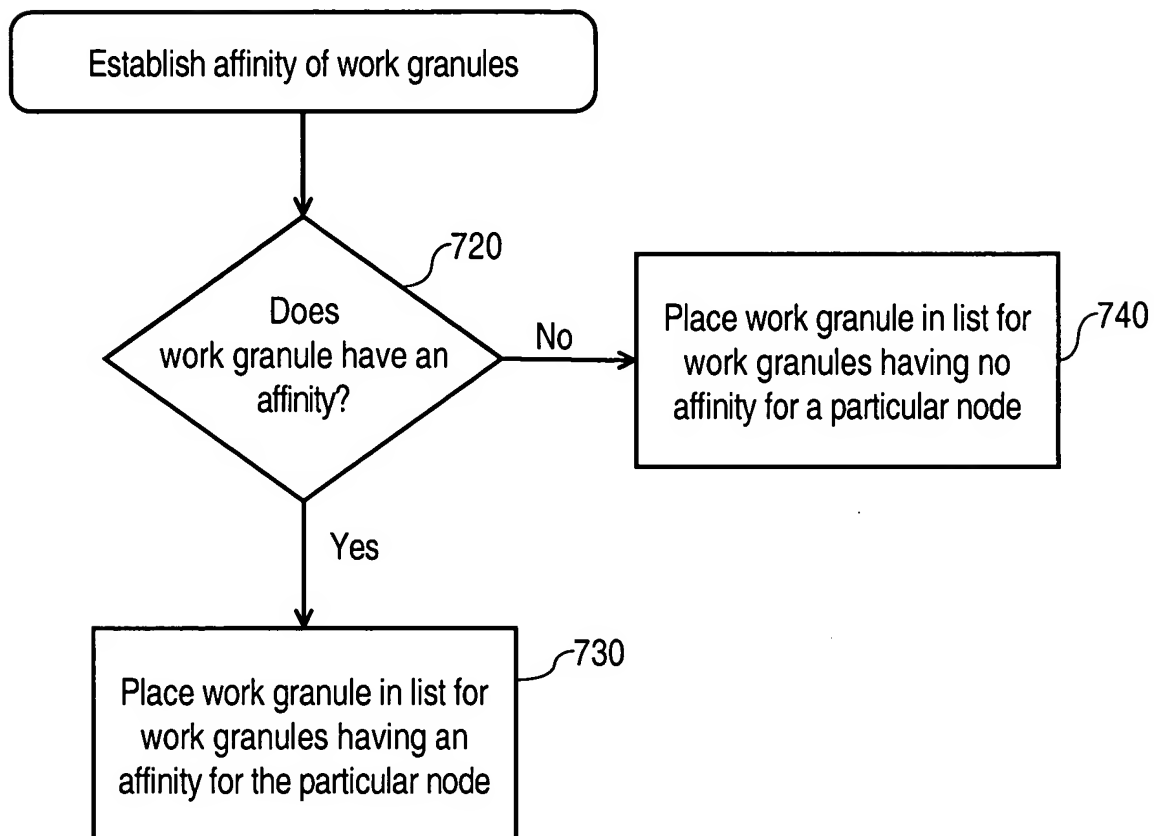 Establish affinity of work granules
720
Does
work granule have an
affinity?
No
Place work granule in list for
work granules having no
affinity for a particular node
740
Yes
730
Place work granule in list for
work granules having an
affinity for the particular node